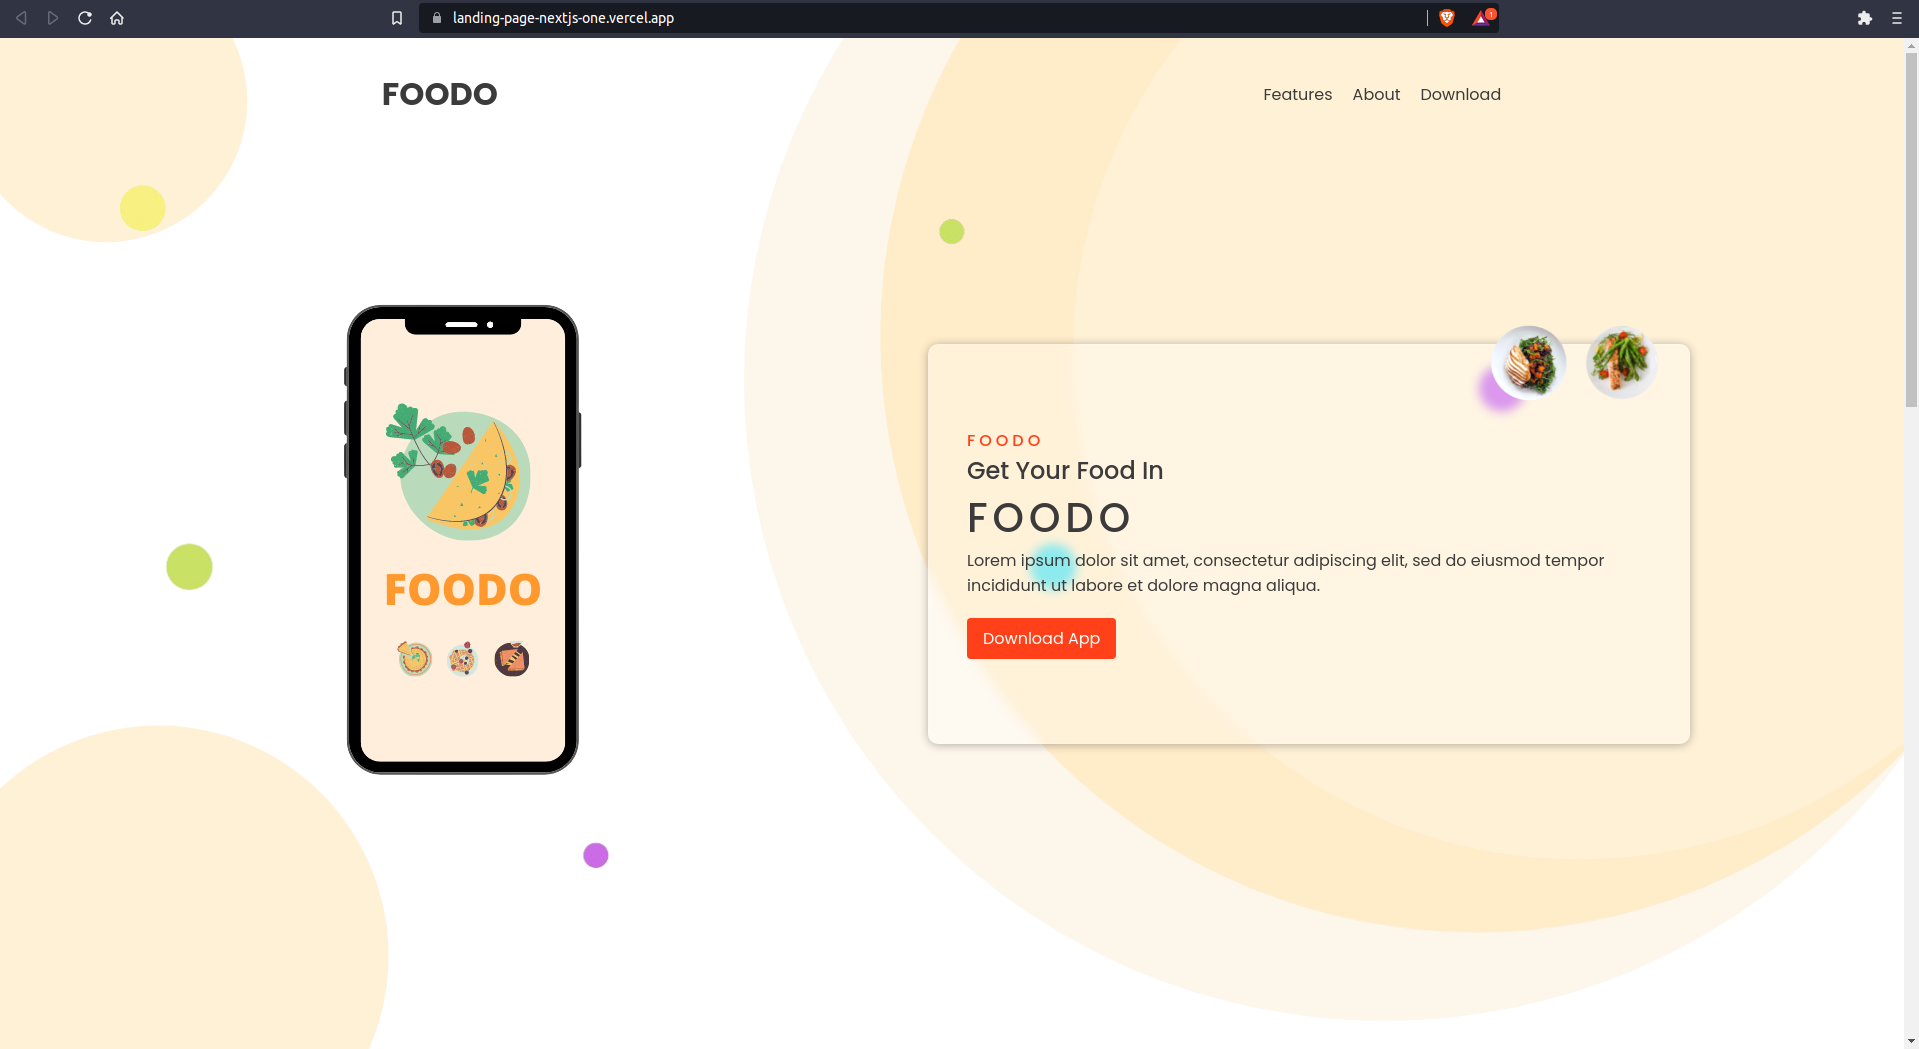 landing-page-nextjs-one.vercel.app
1
FOODO
Features About Download
FOODO
FOODO
Get Your Food In
FOODO
Lorem ipsum dolor sit amet, consectetur adipiscing elit, sed do eiusmod tempor
incididunt ut labore et dolore magna aliqua.
Download App